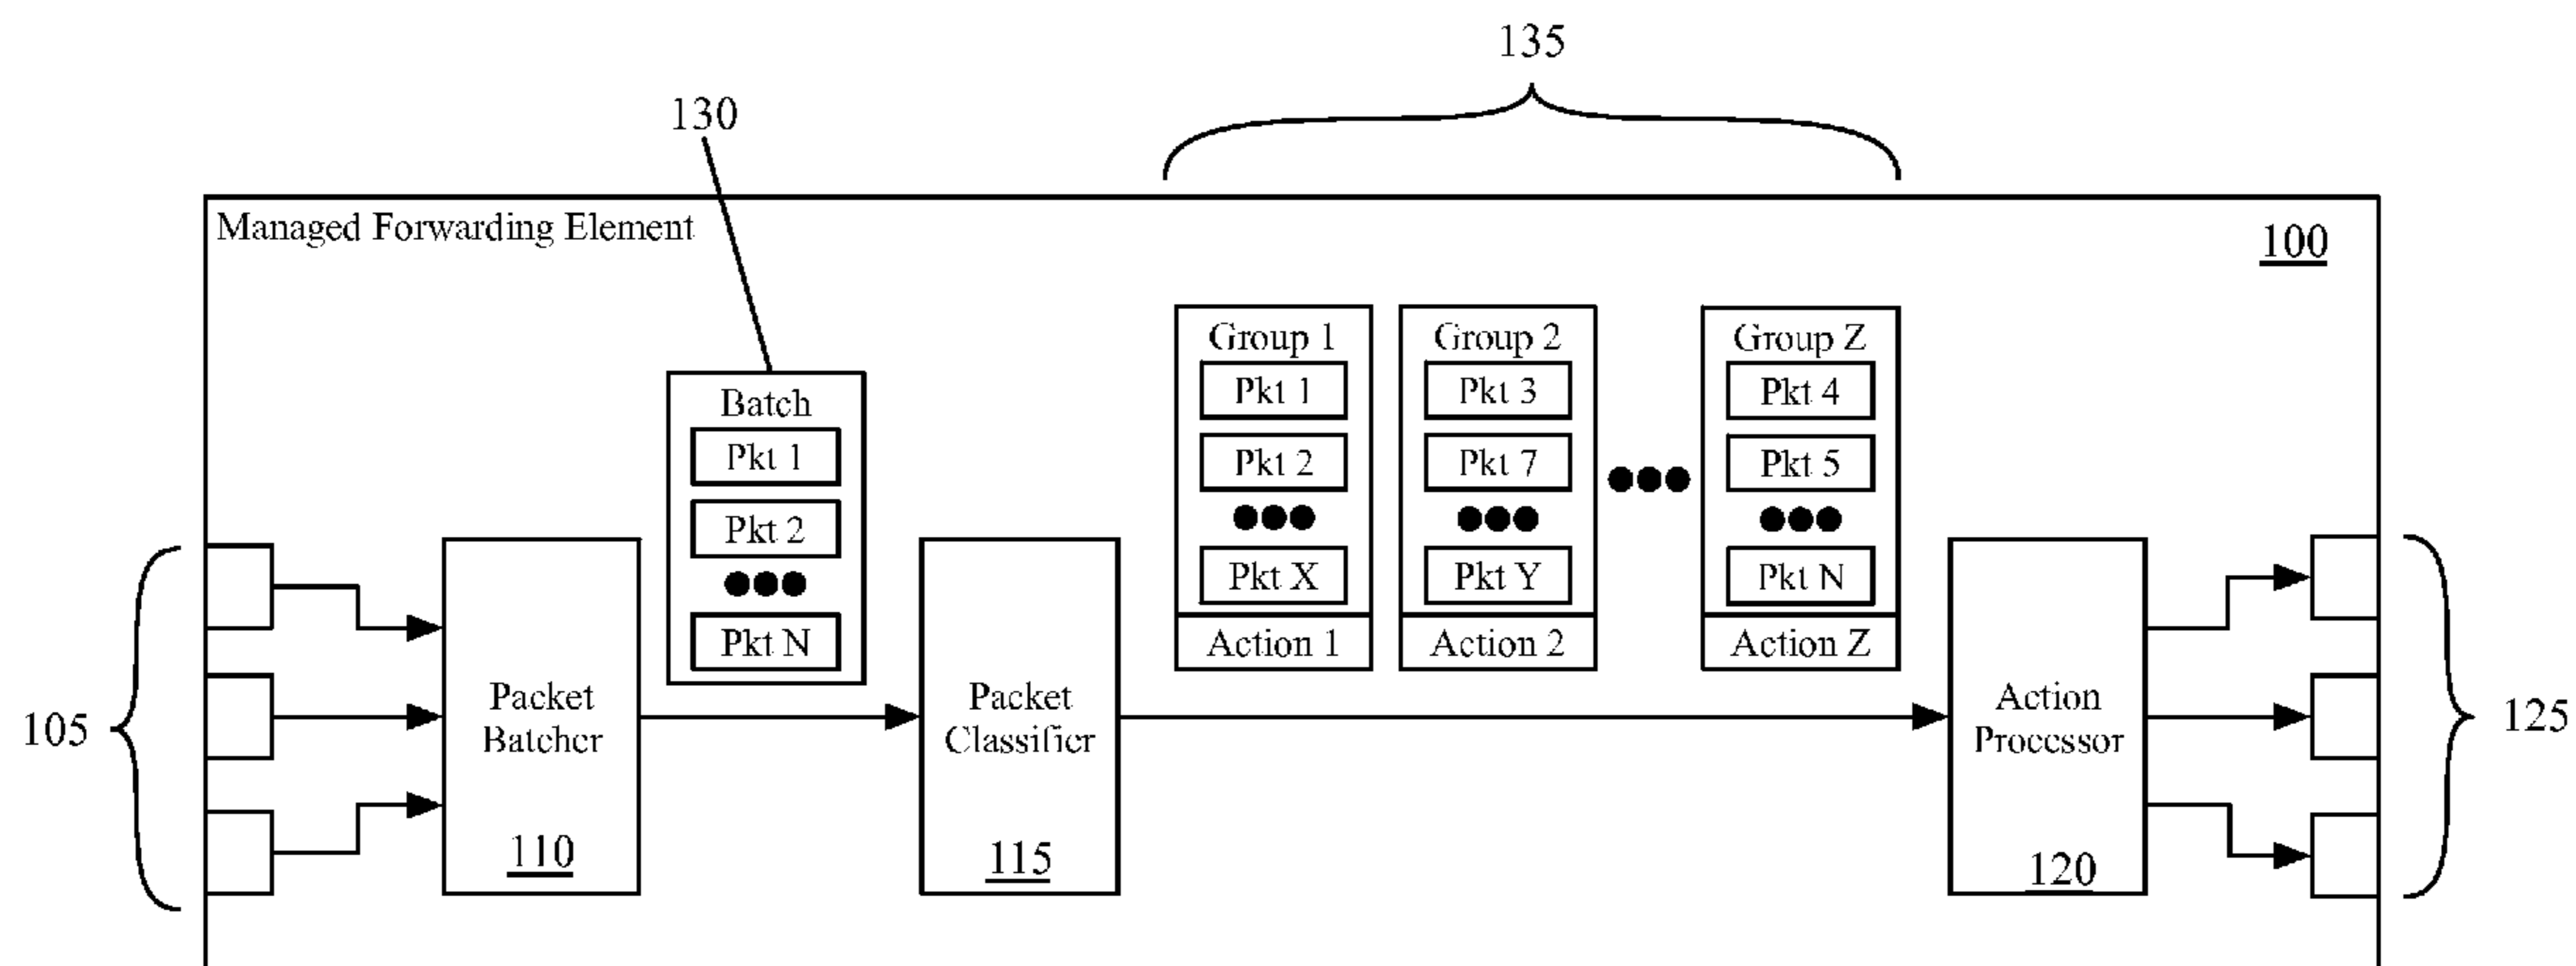 135
130
Managed Forwarding Element
100
Batch
Pkt 1
Pkt 2
Pkt N
Group 1
Pkt 1
Pkt 2
Pkt X
Action 1
Group 2
Pkt 3
Pkt 7
Pkt Y
Action 2
Group Z
Pkt 4
Pkt 5
Pkt N
Action Z
105
Packet
Batcher
110
Packet
Classifier
115
Action
Processor
120
125